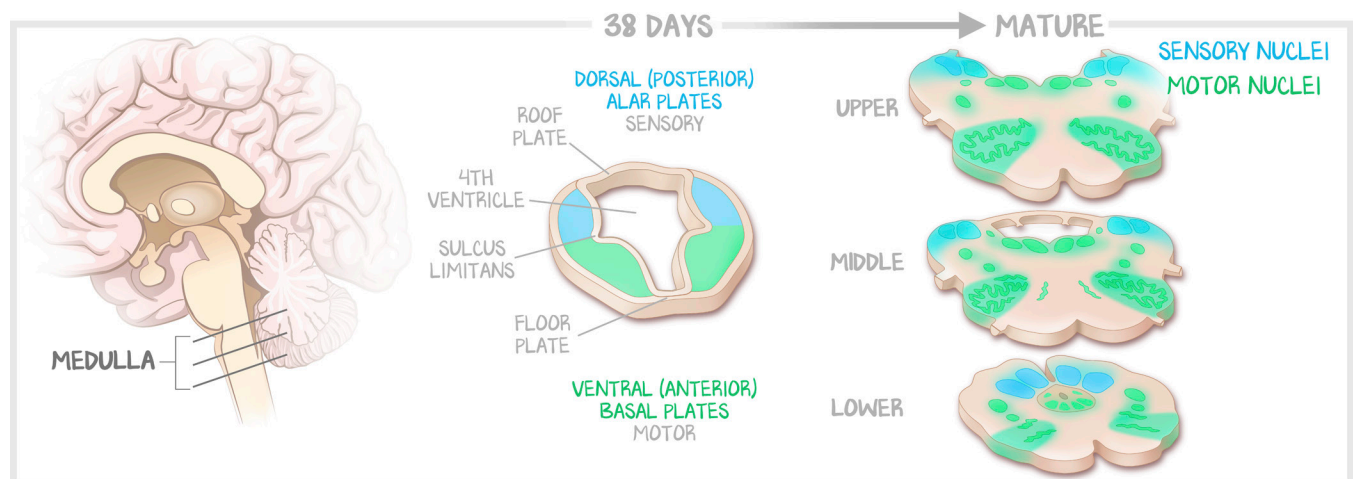 38 DAYS
MATURE
SENSORY NUCLEI
MOTOR NUCLEI
DORSAL (POSTERIOR)
ALAR PLATES
SENSORY
ROOF
PLATE
4TH
VENTRICLE
SULCUS
LIMITANS
FLOOR
PLATE
VENTRAL (ANTERIOR)
BASAL PLATES
MOTOR
MEDULLA
UPPER
MIDDLE
LOWER